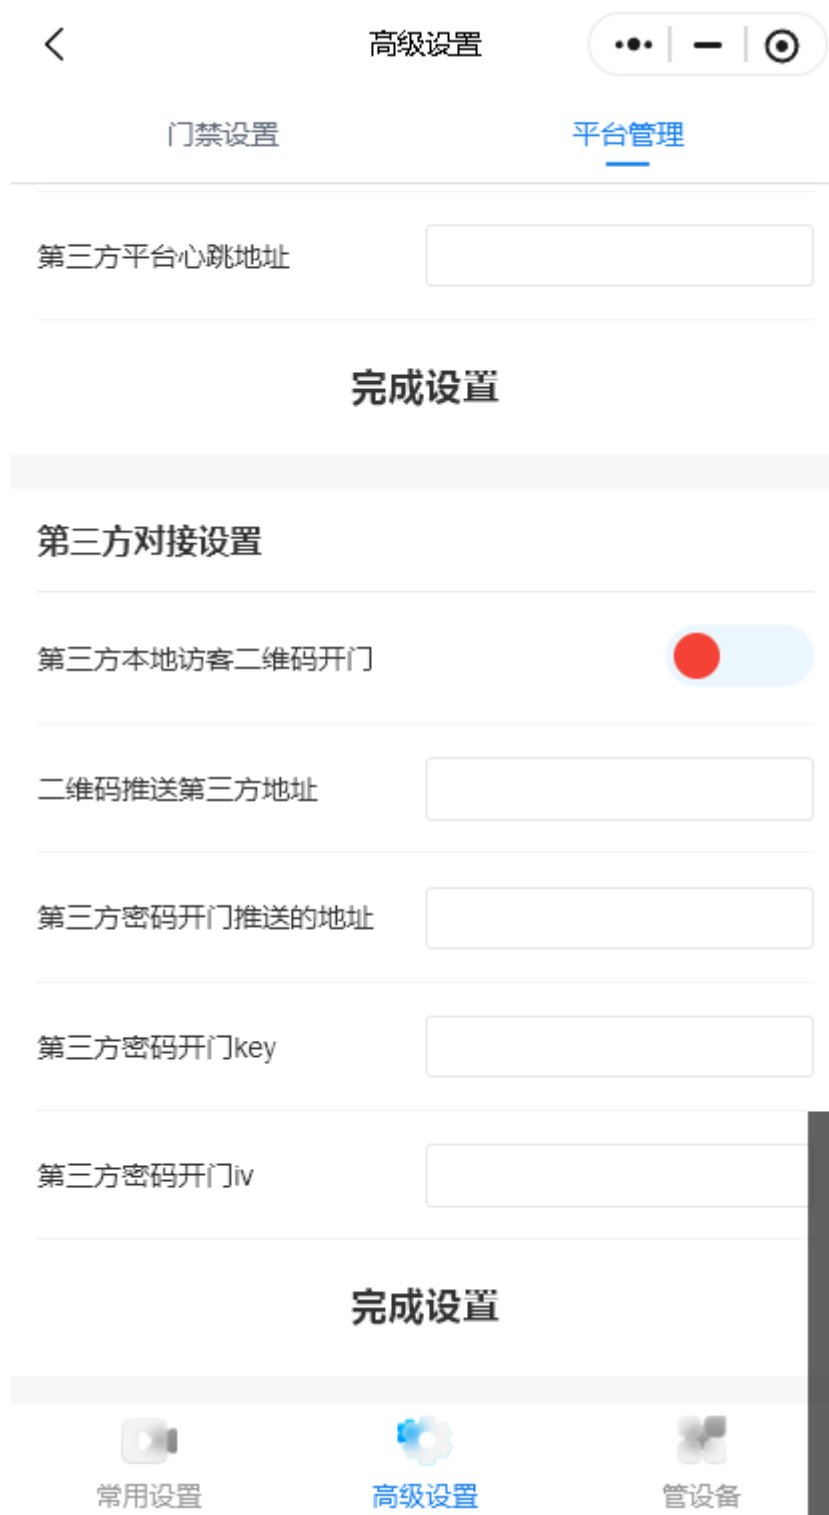 高级设置
门禁设置 平台管理
第三方平台心跳地址
完成设置
第三方对接设置
第三方本地访客二维码开门
二维码推送第三方地址
第三方密码开门推送的地址
第三方密码开门key
第三方密码开门iv
完成设置
常用设置 高级设置 管设备